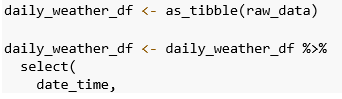 daily_weather_df <- as_tibble(raw_data)
daily_weather_df <- daily_weather_df %>%
select(
date_time,